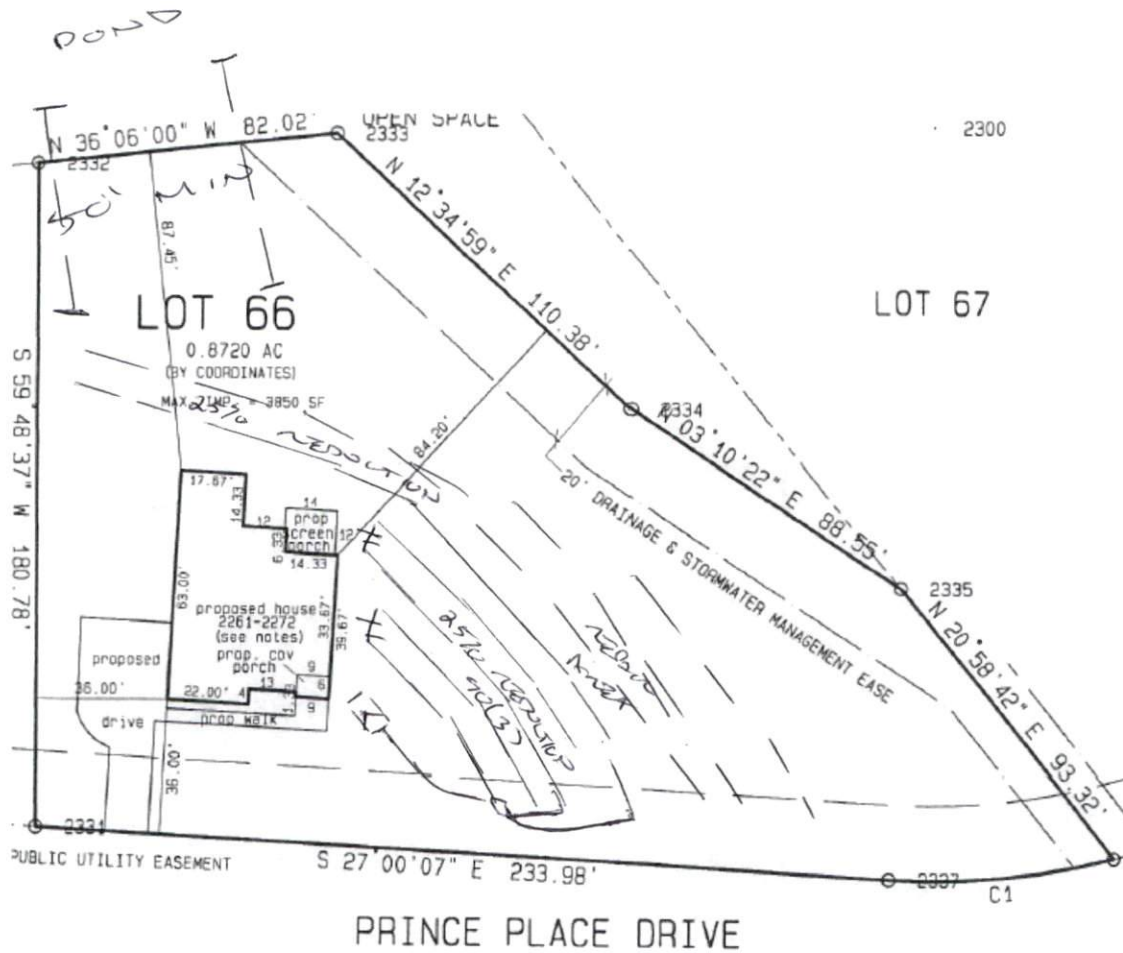 POND
N 36°06'00" W 82.02'
OPEN SPACE
2332
2333
2300
50' MIN
N 12°34'59" E 110.38'
87.45'
LOT 66
LOT 67
0.8720 AC
(BY COORDINATES)
MAX IMP. = 3850 SF
25%
S 59°48'37" W 180.78'
84.20'
2334
N 03°10'22" E 88.55'
20' DRAINAGE & STORMWATER MANAGEMENT EASE
2335
N 20°58'42" E 93.32'
17.67'
14.33
12
6.33
14
prop
screen
porch
12
14.33
63.00'
proposed house
2261-2272
(see notes)
prop. cov
porch
33.67'
39.67'
25% REDUCTION
proposed
drive
36.00'
22.00'
4
13
1.33
9
6
9
prop walk
36.00'
2331
PUBLIC UTILITY EASEMENT
S 27°00'07" E 233.98'
2337
C1
PRINCE PLACE DRIVE